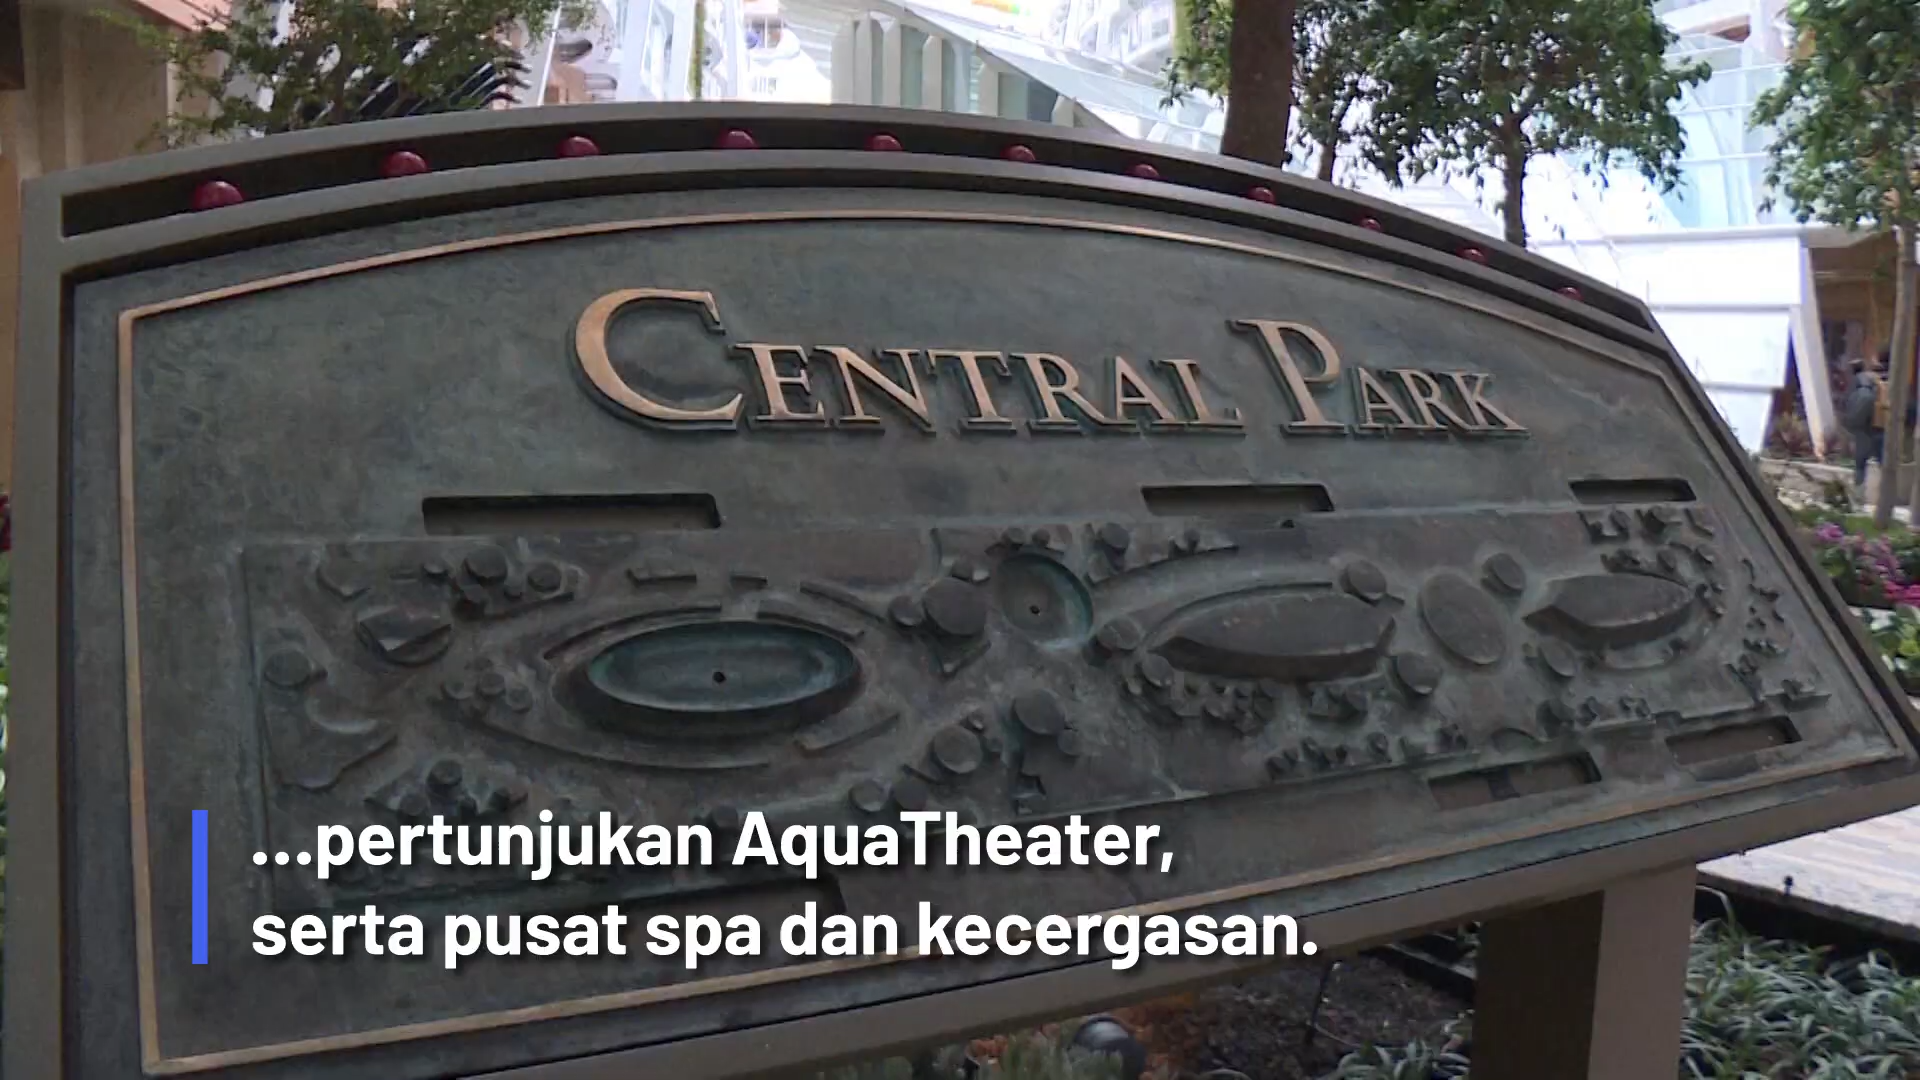 CENTRAL PARK
...pertunjukan AquaTheater,
serta pusat spa dan kecergasan.